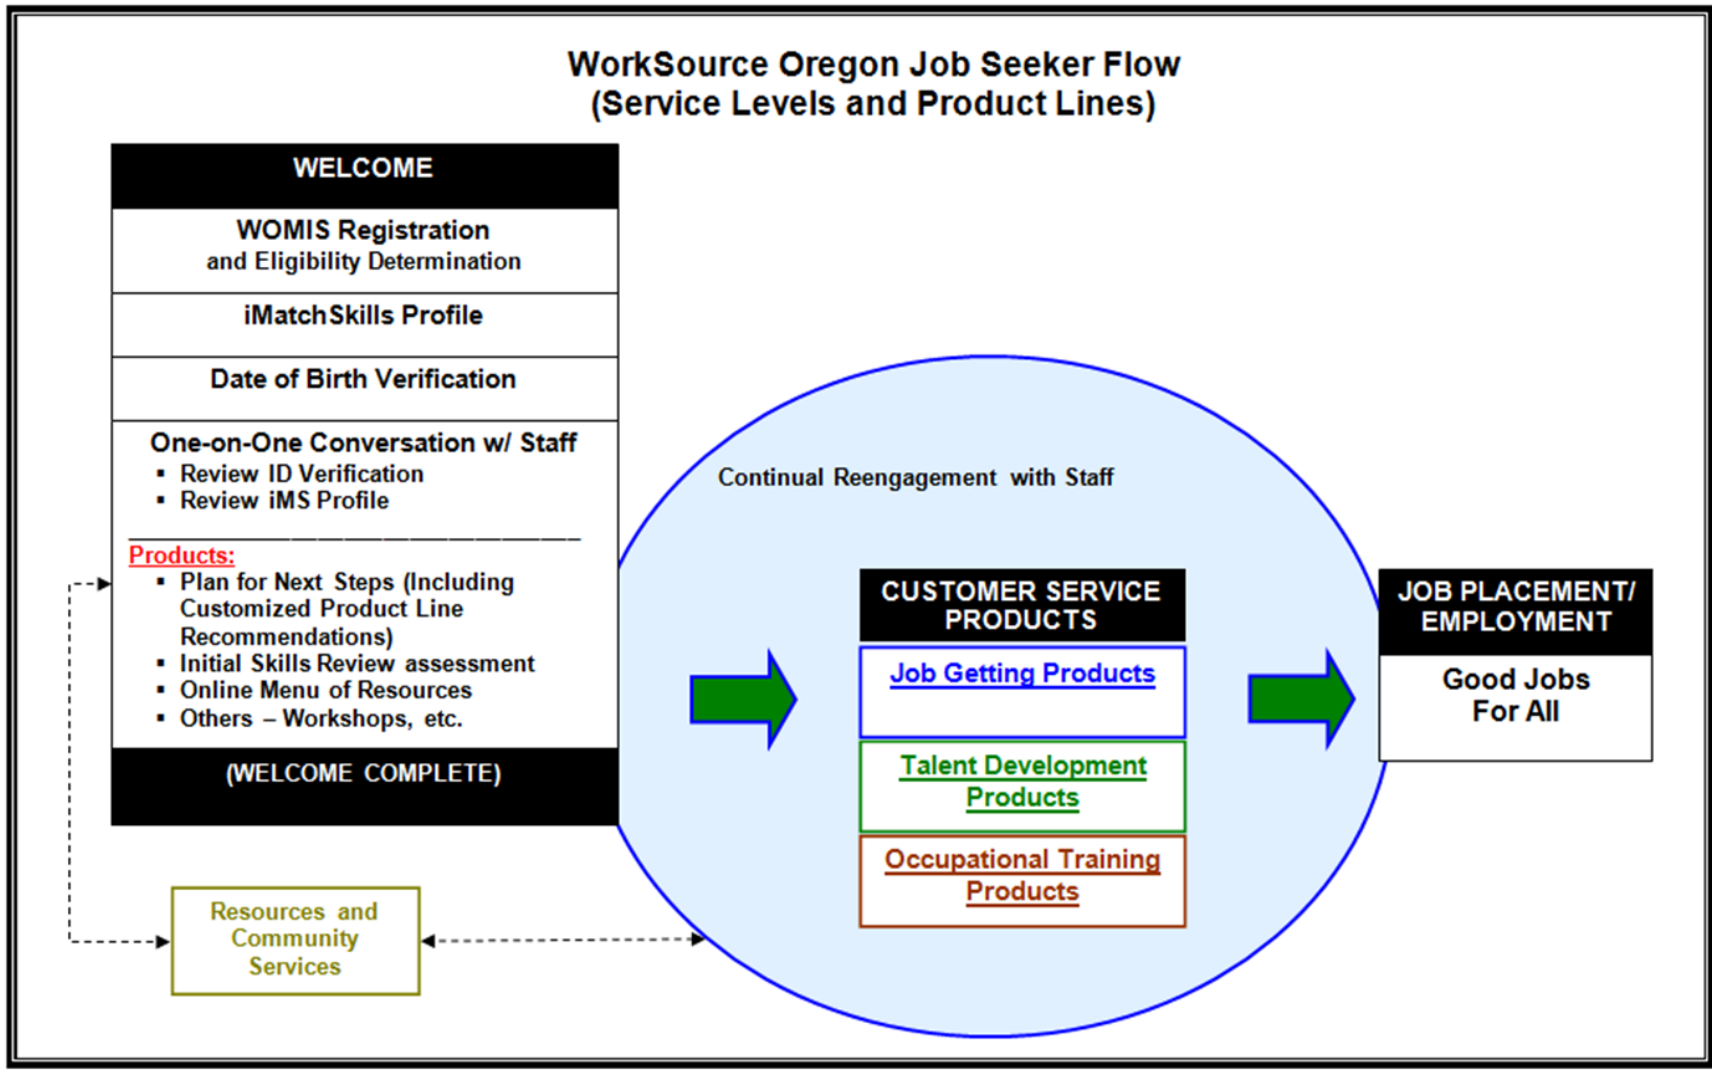 WorkSource Oregon Job Seeker Flow
(Service Levels and Product Lines)
WELCOME
WOMIS Registration
and Eligibility Determination
iMatchSkills Profile
Date of Birth Verification
One-on-One Conversation w/ Staff
▪ Review ID Verification
▪ Review iMS Profile
Products:
▪ Plan for Next Steps (Including
Customized Product Line
Recommendations)
▪ Initial Skills Review assessment
▪ Online Menu of Resources
▪ Others – Workshops, etc.
(WELCOME COMPLETE)
Resources and
Community
Services
Continual Reengagement with Staff
CUSTOMER SERVICE
PRODUCTS
Job Getting Products
Talent Development
Products
Occupational Training
Products
JOB PLACEMENT/
EMPLOYMENT
Good Jobs
For All